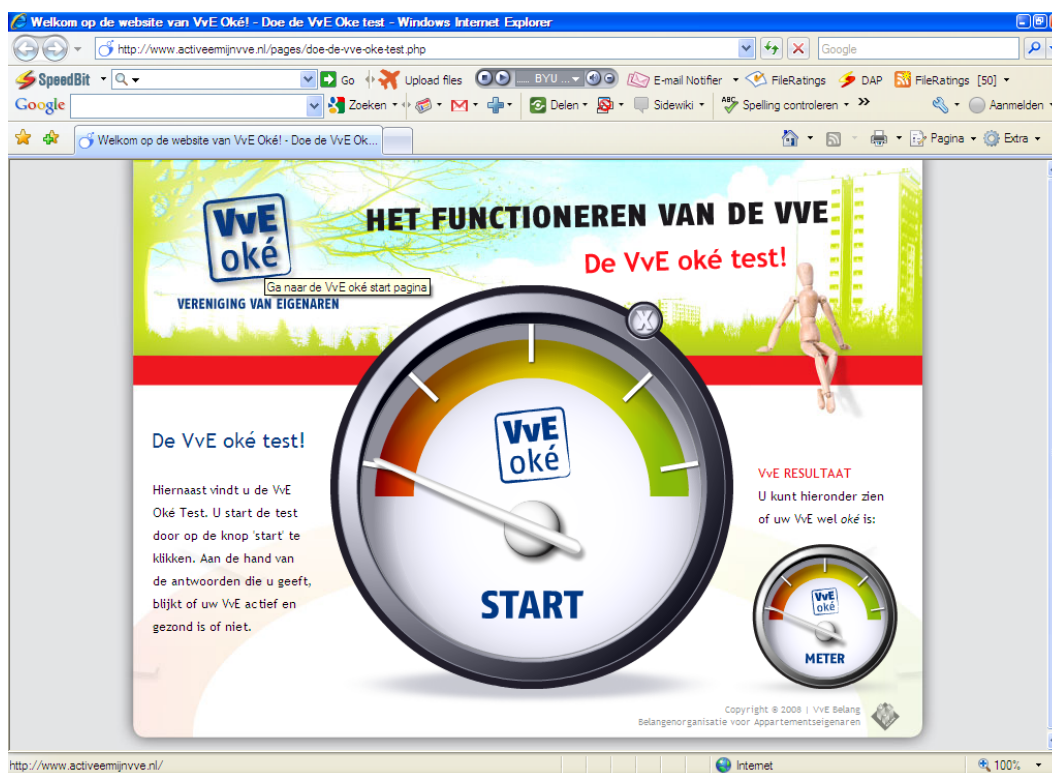 Welkom op de website van VvE Oké! - Doe de VvE Oke test - Windows Internet Explorer
http://www.activeermijnvve.nl/pages/doe-de-vve-oke-test.php
Google
SpeedBit
Go
Upload files
BYU ...
E-mail Notifier
FileRatings
DAP
FileRatings [50]
Google
Zoeken
Delen
Sidewiki
ABC
Spelling controleren
Aanmelden
Welkom op de website van VvE Oké! - Doe de VvE Ok...
Pagina
Extra
VvE
oké
VERENIGING VAN EIGENAREN
Ga naar de VvE oké start pagina
HET FUNCTIONEREN VAN DE VVE
De VvE oké test!
X
De VvE oké test!
Hiernaast vindt u de VvE
Oké Test. U start de test
door op de knop 'start' te
klikken. Aan de hand van
de antwoorden die u geeft,
blijkt of uw VvE actief en
gezond is of niet.
VvE
oké
START
VvE RESULTAAT
U kunt hieronder zien
of uw VvE wel oké is:
VvE
oké
METER
Copyright © 2008 | VvE Belang
Belangenorganisatie voor Appartementseigenaren
http://www.activeermijnvve.nl/
Internet
100%